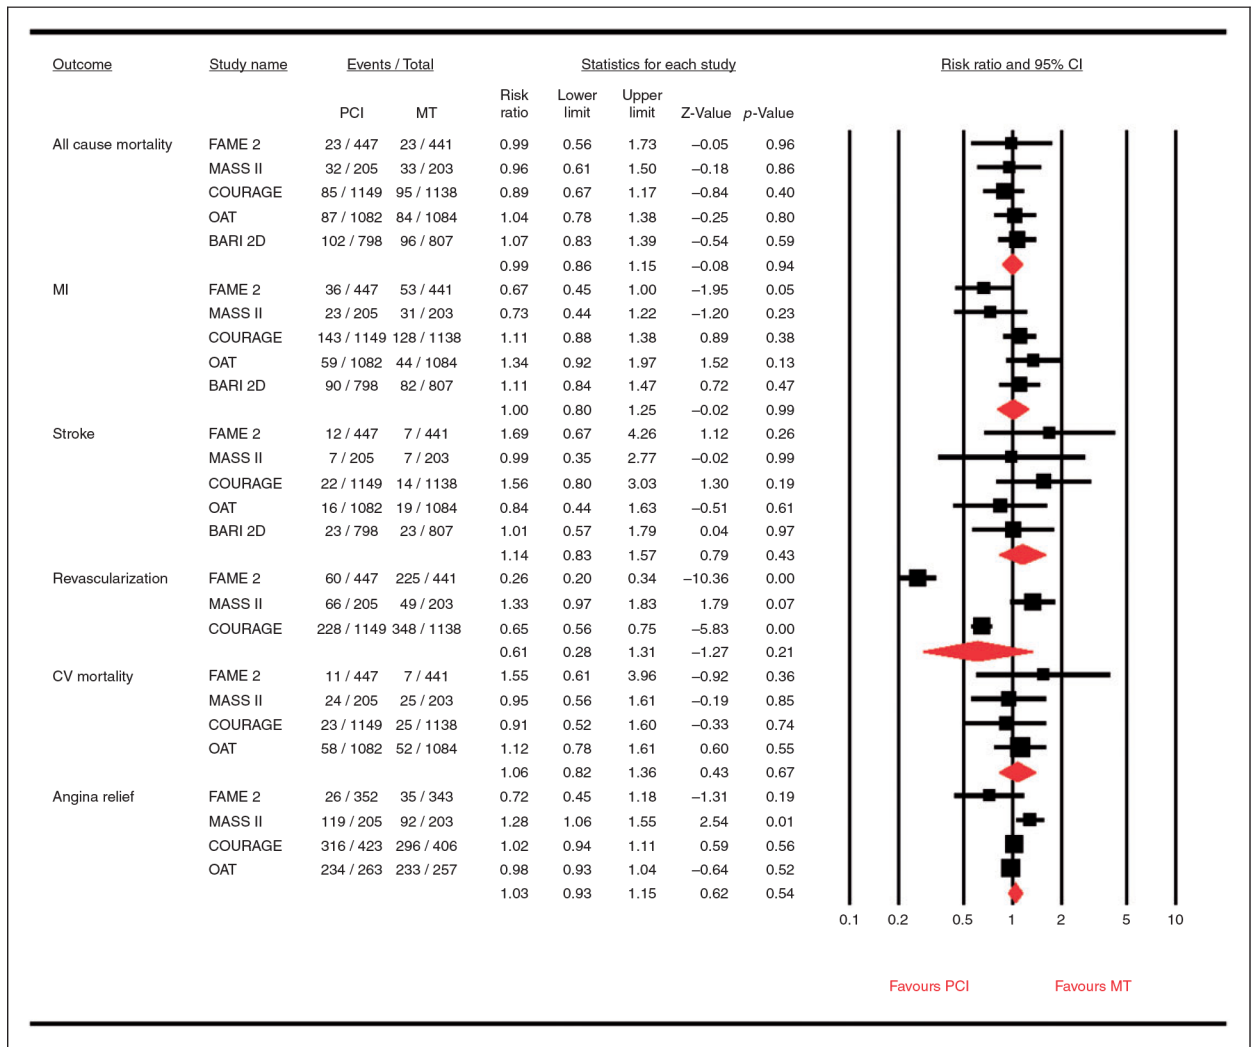 Outcome Study name Events / Total Statistics for each study Risk ratio and 95% CI
PCI MT Risk ratio Lower limit Upper limit Z-Value p-Value
All cause mortality FAME 2 23 / 447 23 / 441 0.99 0.56 1.73 –0.05 0.96
MASS II 32 / 205 33 / 203 0.96 0.61 1.50 –0.18 0.86
COURAGE 85 / 1149 95 / 1138 0.89 0.67 1.17 –0.84 0.40
OAT 87 / 1082 84 / 1084 1.04 0.78 1.38 –0.25 0.80
BARI 2D 102 / 798 96 / 807 1.07 0.83 1.39 –0.54 0.59
0.99 0.86 1.15 –0.08 0.94
MI FAME 2 36 / 447 53 / 441 0.67 0.45 1.00 –1.95 0.05
MASS II 23 / 205 31 / 203 0.73 0.44 1.22 –1.20 0.23
COURAGE 143 / 1149 128 / 1138 1.11 0.88 1.38 0.89 0.38
OAT 59 / 1082 44 / 1084 1.34 0.92 1.97 1.52 0.13
BARI 2D 90 / 798 82 / 807 1.11 0.84 1.47 0.72 0.47
1.00 0.80 1.25 –0.02 0.99
Stroke FAME 2 12 / 447 7 / 441 1.69 0.67 4.26 1.12 0.26
MASS II 7 / 205 7 / 203 0.99 0.35 2.77 –0.02 0.99
COURAGE 22 / 1149 14 / 1138 1.56 0.80 3.03 1.30 0.19
OAT 16 / 1082 19 / 1084 0.84 0.44 1.63 –0.51 0.61
BARI 2D 23 / 798 23 / 807 1.01 0.57 1.79 0.04 0.97
1.14 0.83 1.57 0.79 0.43
Revascularization FAME 2 60 / 447 225 / 441 0.26 0.20 0.34 –10.36 0.00
MASS II 66 / 205 49 / 203 1.33 0.97 1.83 1.79 0.07
COURAGE 228 / 1149 348 / 1138 0.65 0.56 0.75 –5.83 0.00
0.61 0.28 1.31 –1.27 0.21
CV mortality FAME 2 11 / 447 7 / 441 1.55 0.61 3.96 –0.92 0.36
MASS II 24 / 205 25 / 203 0.95 0.56 1.61 –0.19 0.85
COURAGE 23 / 1149 25 / 1138 0.91 0.52 1.60 –0.33 0.74
OAT 58 / 1082 52 / 1084 1.12 0.78 1.61 0.60 0.55
1.06 0.82 1.36 0.43 0.67
Angina relief FAME 2 26 / 352 35 / 343 0.72 0.45 1.18 –1.31 0.19
MASS II 119 / 205 92 / 203 1.28 1.06 1.55 2.54 0.01
COURAGE 316 / 423 296 / 406 1.02 0.94 1.11 0.59 0.56
OAT 234 / 263 233 / 257 0.98 0.93 1.04 –0.64 0.52
1.03 0.93 1.15 0.62 0.54
0.1 0.2 0.5 1 2 5 10
Favours PCI Favours MT